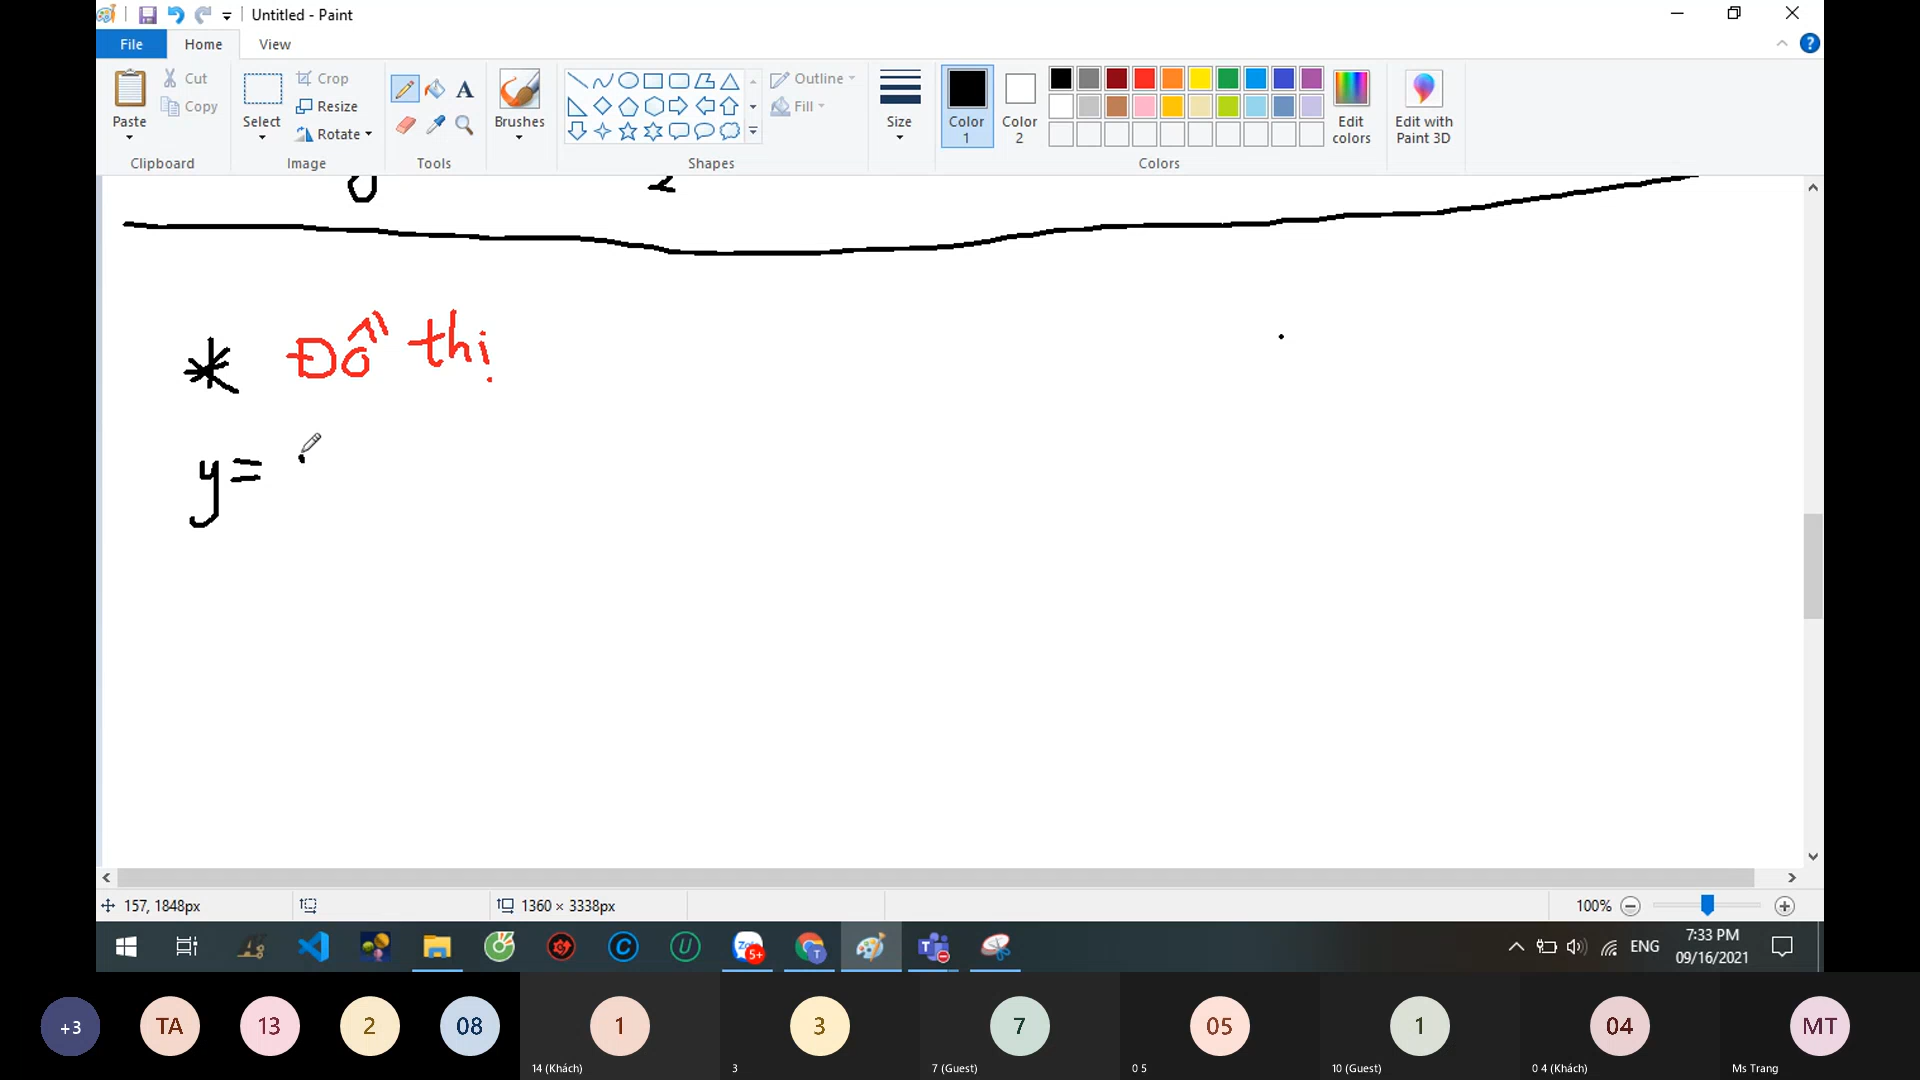 Untitled - Paint
File Home View
Paste Cut Copy Clipboard
Select Crop Resize Rotate Image
Tools
Brushes
Shapes
Outline Fill
Size
Color 1 Color 2 Edit colors Colors
Edit with Paint 3D
y 2
* Đồ thị
y=
157, 1848px 1360 × 3338px 100%
Zalo 5+ T ENG 7:33 PM
09/16/2021
+3 TA 13 2 08 1 3 7 05 1 04 MT
14 (Khách) 3 7 (Guest) 0 5 10 (Guest) 0 4 (Khách) Ms Trang